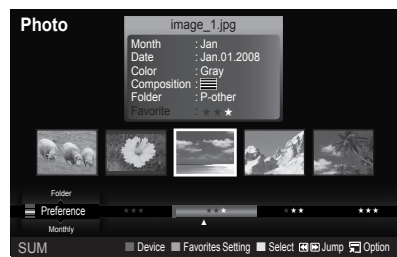 Photo
image_1.jpg
Month : Jan
Date : Jan.01.2008
Color : Gray
Composition :
Folder : P-other
Favorite : ★ ★ ★
Folder
Preference
★ ★ ★ ★ ★ ★ ★ ★ ★ ★ ★ ★
Monthly
SUM Device Favorites Setting Select Jump Option